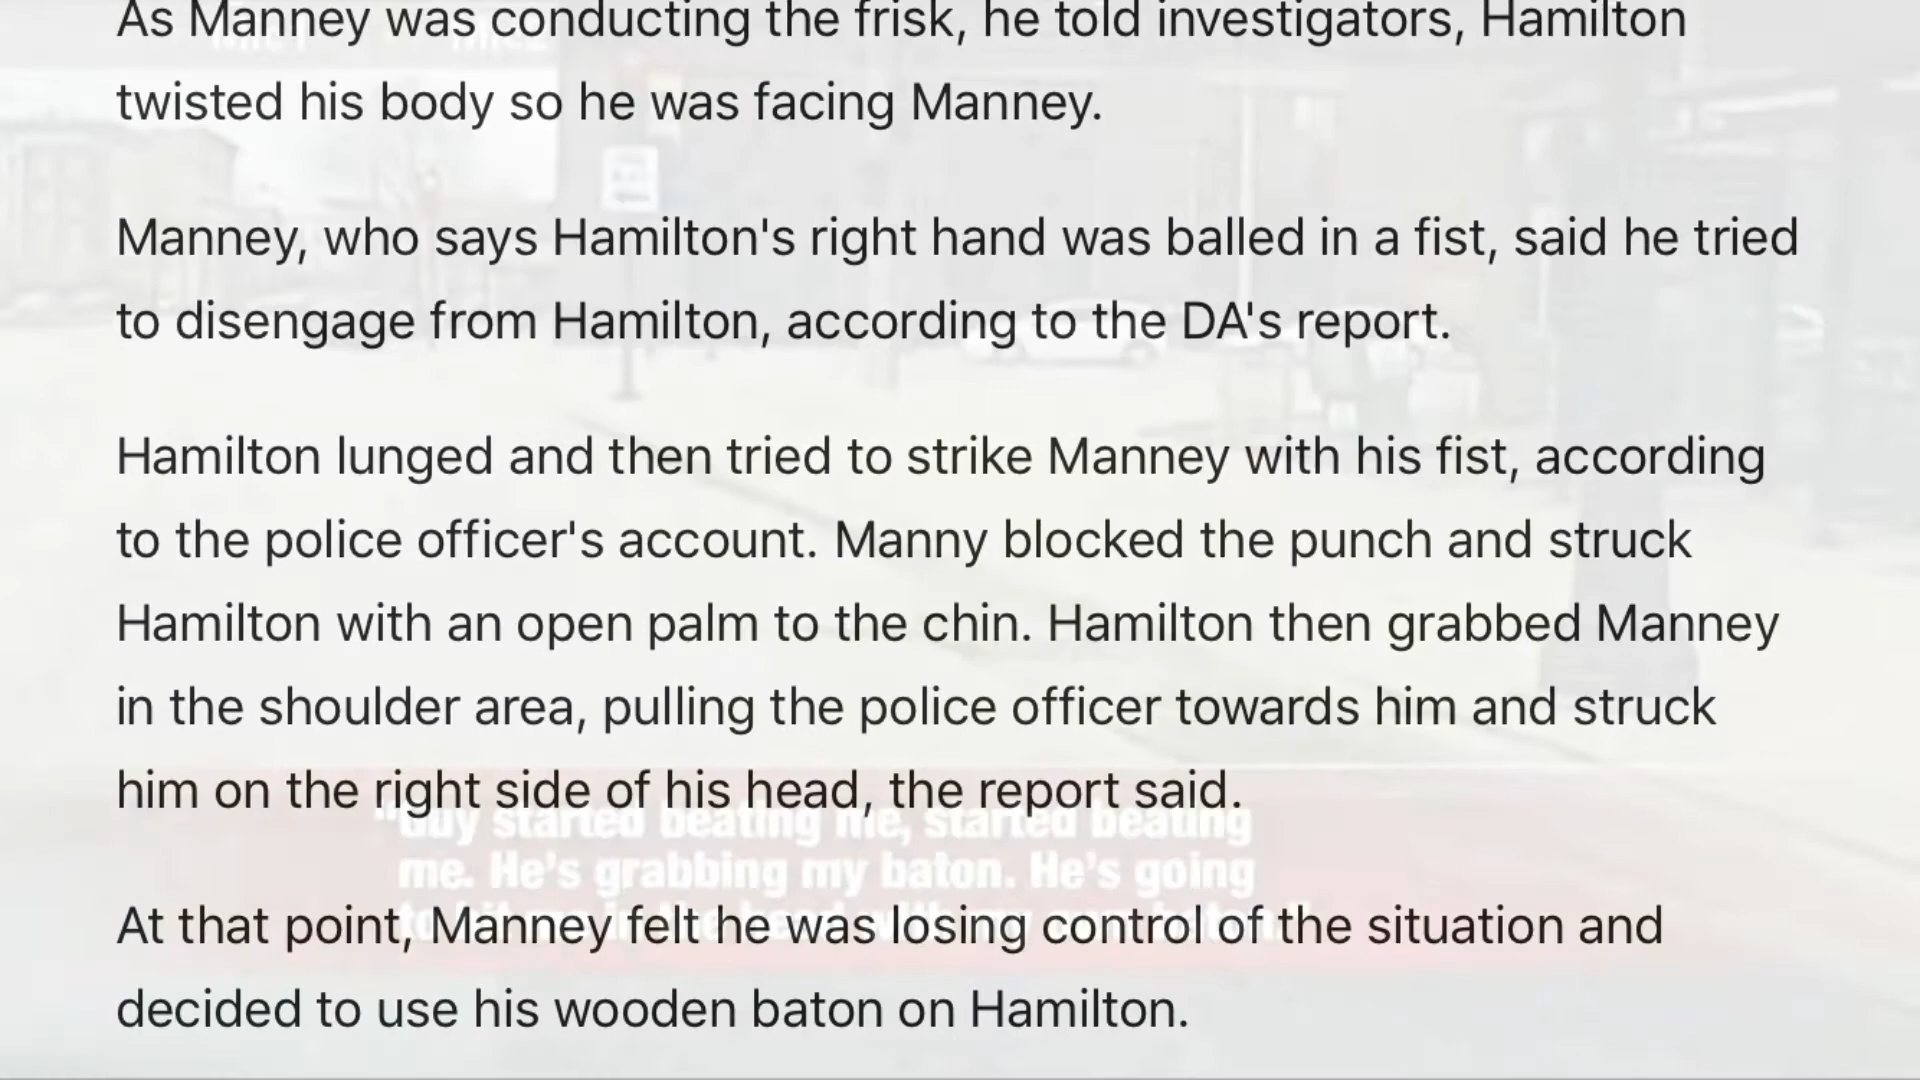 As Manney was conducting the frisk, he told investigators, Hamilton
twisted his body so he was facing Manney.
Manney, who says Hamilton's right hand was balled in a fist, said he tried
to disengage from Hamilton, according to the DA's report.
Hamilton lunged and then tried to strike Manney with his fist, according
to the police officer's account. Manny blocked the punch and struck
Hamilton with an open palm to the chin. Hamilton then grabbed Manney
in the shoulder area, pulling the police officer towards him and struck
him on the right side of his head, the report said.
"Guy started beating me, started beating
me. He's grabbing my baton. He's going
At that point, Manney felt he was losing control of the situation and
decided to use his wooden baton on Hamilton.